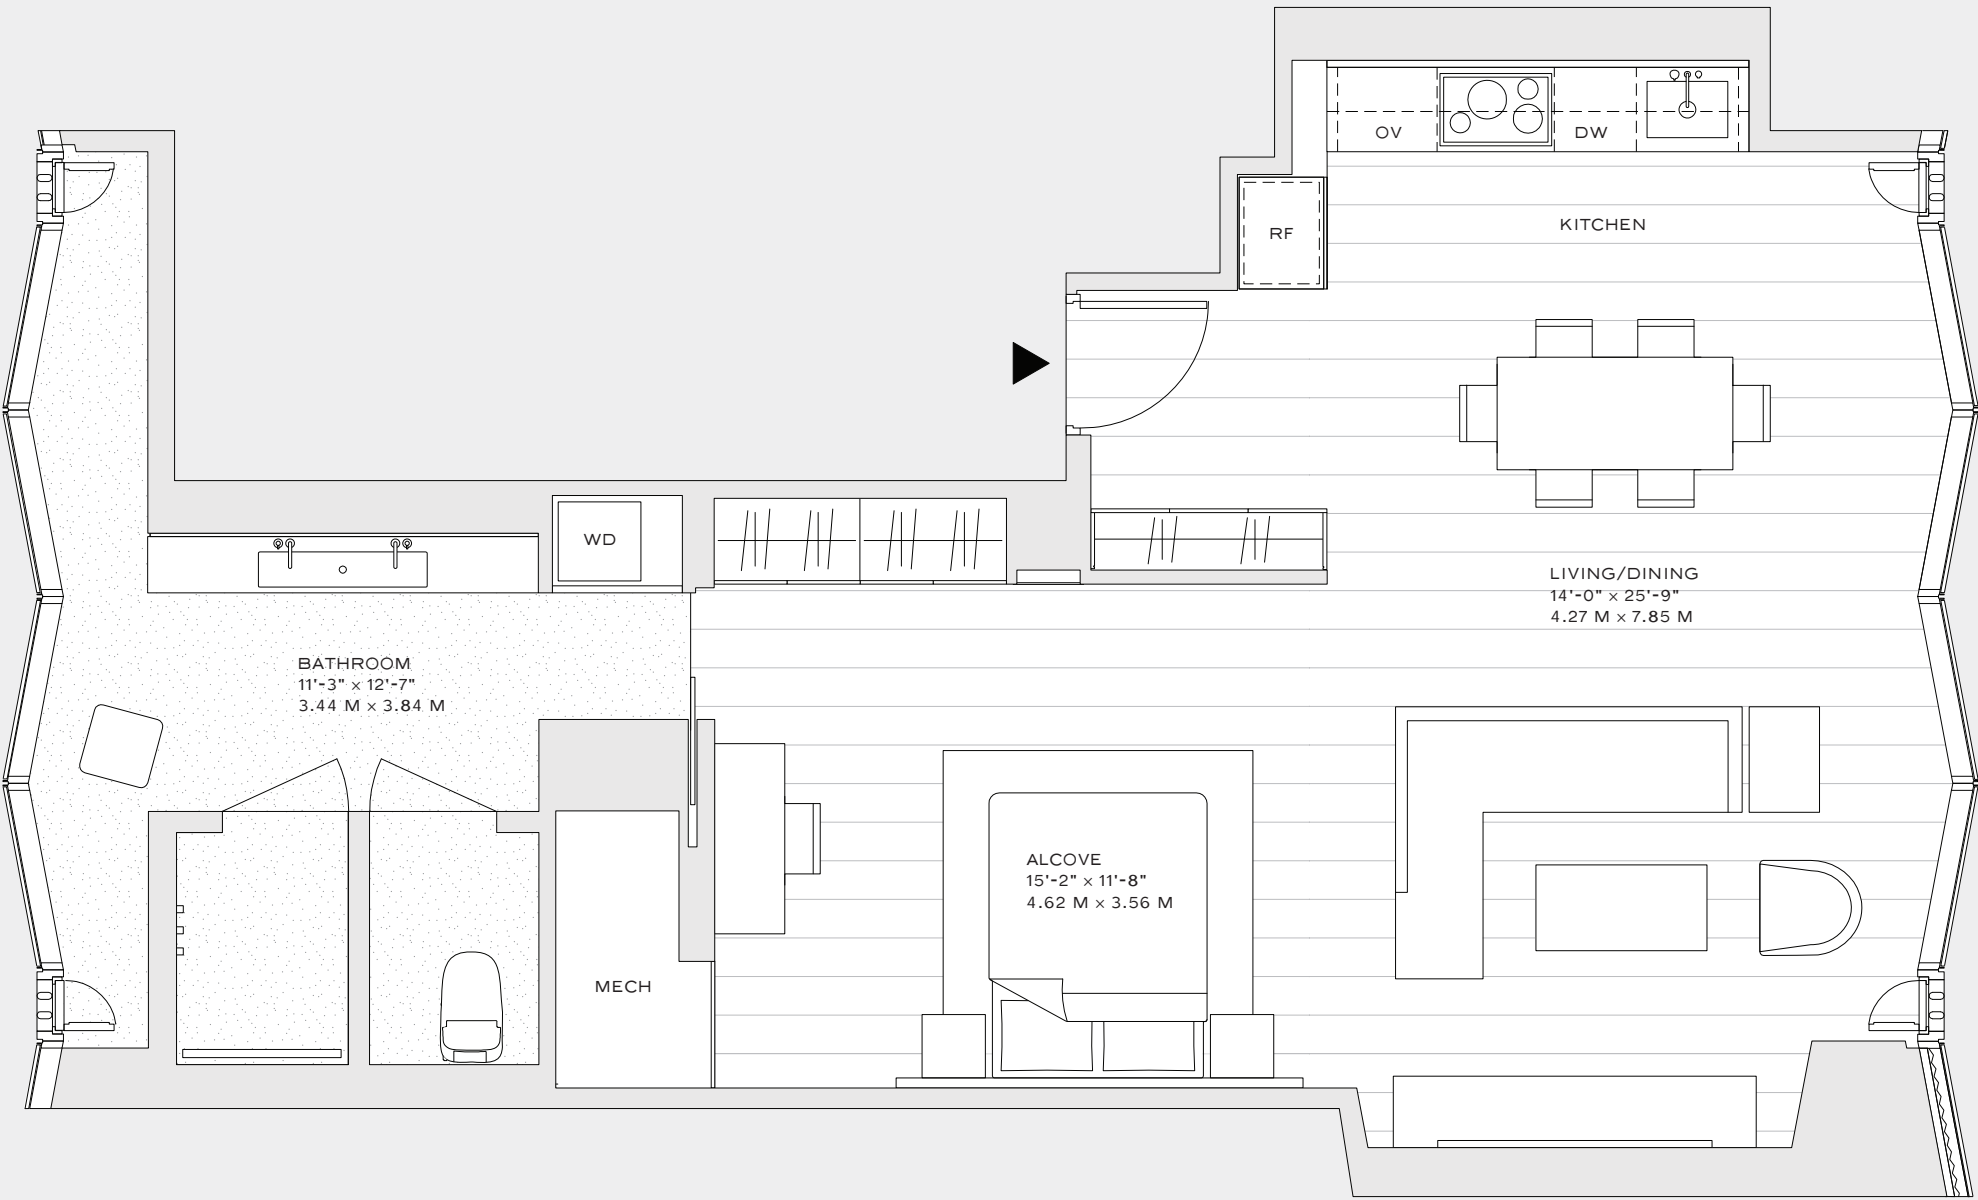 OV
DW
RF
KITCHEN
WD
LIVING/DINING
14'-0" × 25'-9"
4.27 M × 7.85 M
BATHROOM
11'-3" × 12'-7"
3.44 M × 3.84 M
ALCOVE
15'-2" × 11'-8"
4.62 M × 3.56 M
MECH